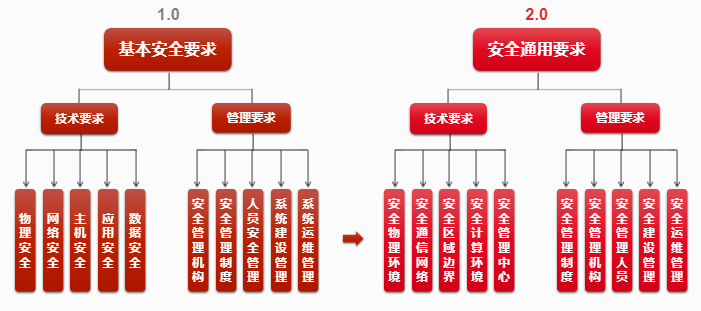 1.0
2.0
基本安全要求
安全通用要求
技术要求
管理要求
技术要求
管理要求
物理安全
网络安全
主机安全
应用安全
数据安全
安全管理机构
安全管理制度
人员安全管理
系统建设管理
系统运维管理
安全物理环境
安全通信网络
安全区域边界
安全计算环境
安全管理中心
安全管理制度
安全管理机构
安全管理人员
安全建设管理
安全运维管理